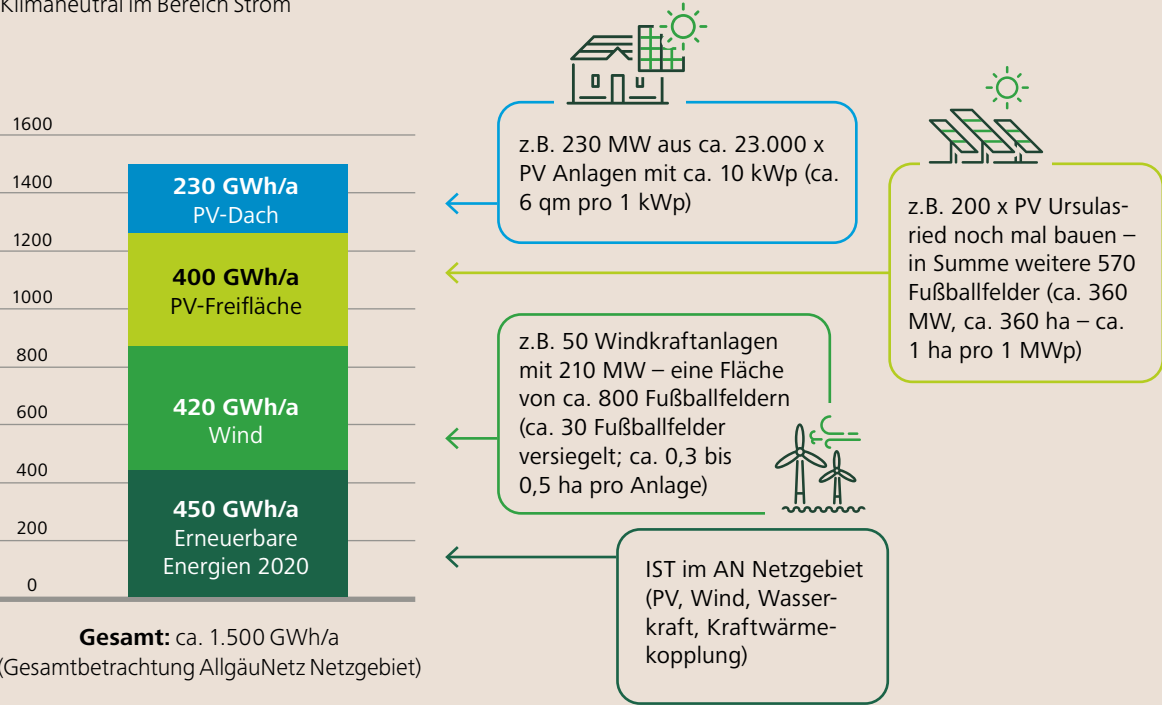 Klimaneutral im Bereich Strom
1600
1400
1200
1000
800
600
400
200
0
230 GWh/a
PV-Dach
400 GWh/a
PV-Freifläche
420 GWh/a
Wind
450 GWh/a
Erneuerbare
Energien 2020
Gesamt: ca. 1.500 GWh/a
(Gesamtbetrachtung AllgäuNetz Netzgebiet)
z.B. 230 MW aus ca. 23.000 x
PV Anlagen mit ca. 10 kWp (ca.
6 qm pro 1 kWp)
z.B. 200 x PV Ursulas-
ried noch mal bauen –
in Summe weitere 570
Fußballfelder (ca. 360
MW, ca. 360 ha – ca.
1 ha pro 1 MWp)
z.B. 50 Windkraftanlagen
mit 210 MW – eine Fläche
von ca. 800 Fußballfeldern
(ca. 30 Fußballfelder
versiegelt; ca. 0,3 bis
0,5 ha pro Anlage)
IST im AN Netzgebiet
(PV, Wind, Wasser-
kraft, Kraftwärme-
kopplung)